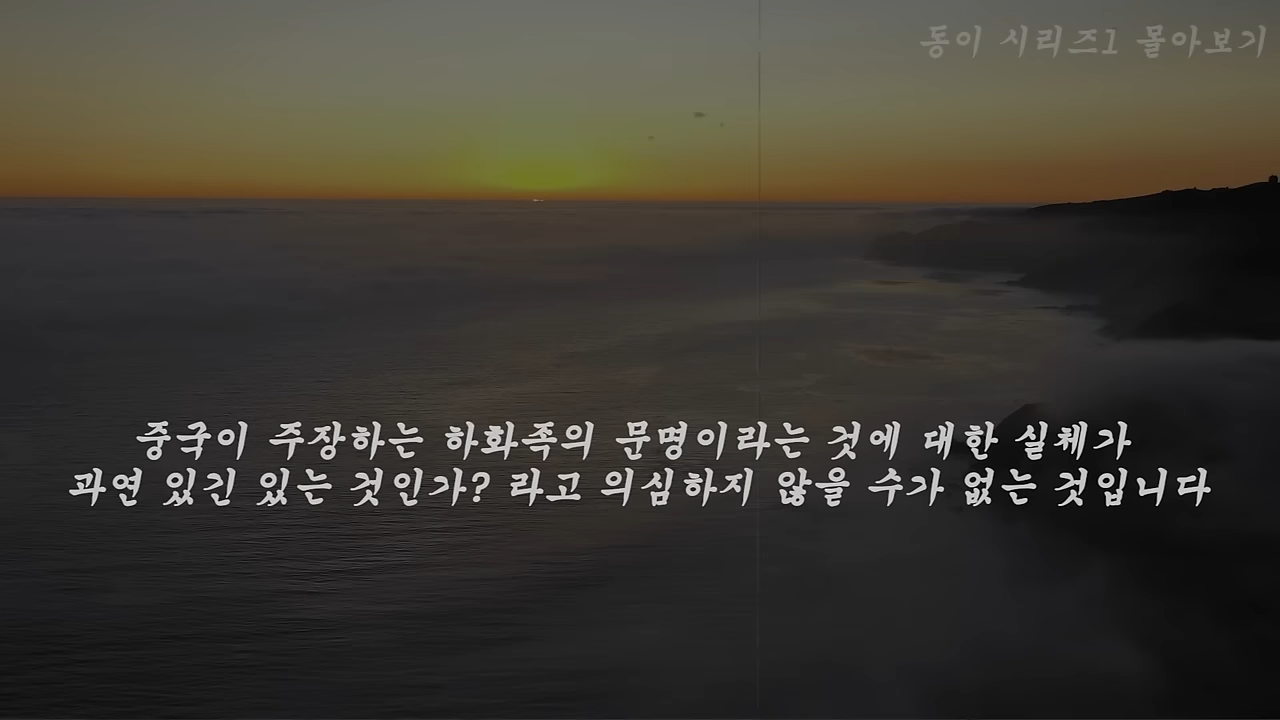 동이 시리즈1 몰아보기
중국이 주장하는 하화족의 문명이라는 것에 대한 실체가
과연 있긴 있는 것인가? 라고 의심하지 않을 수가 없는 것입니다